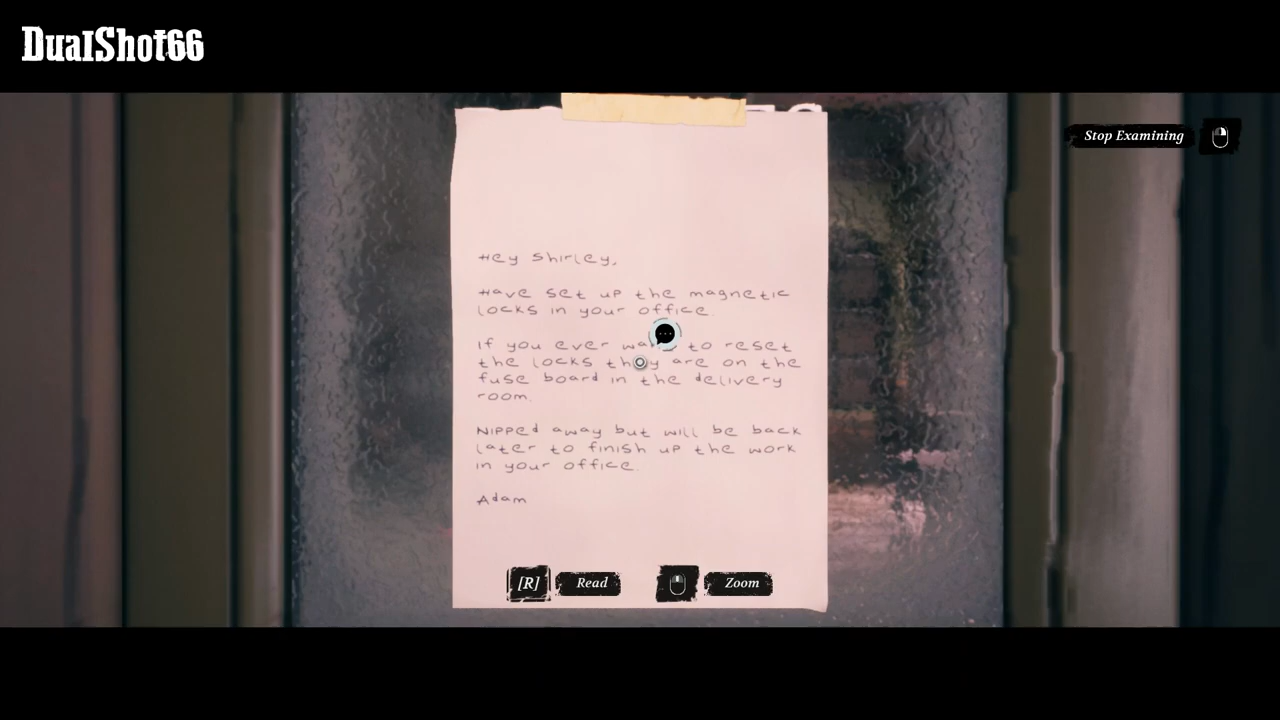 DualShot66
Stop Examining
Hey Shirley,
Have set up the magnetic
locks in your office.
If you ever want to reset
the locks they are on the
fuse board in the delivery
room.
Nipped away but will be back
later to finish up the work
in your office.
Adam
[R] Read Zoom